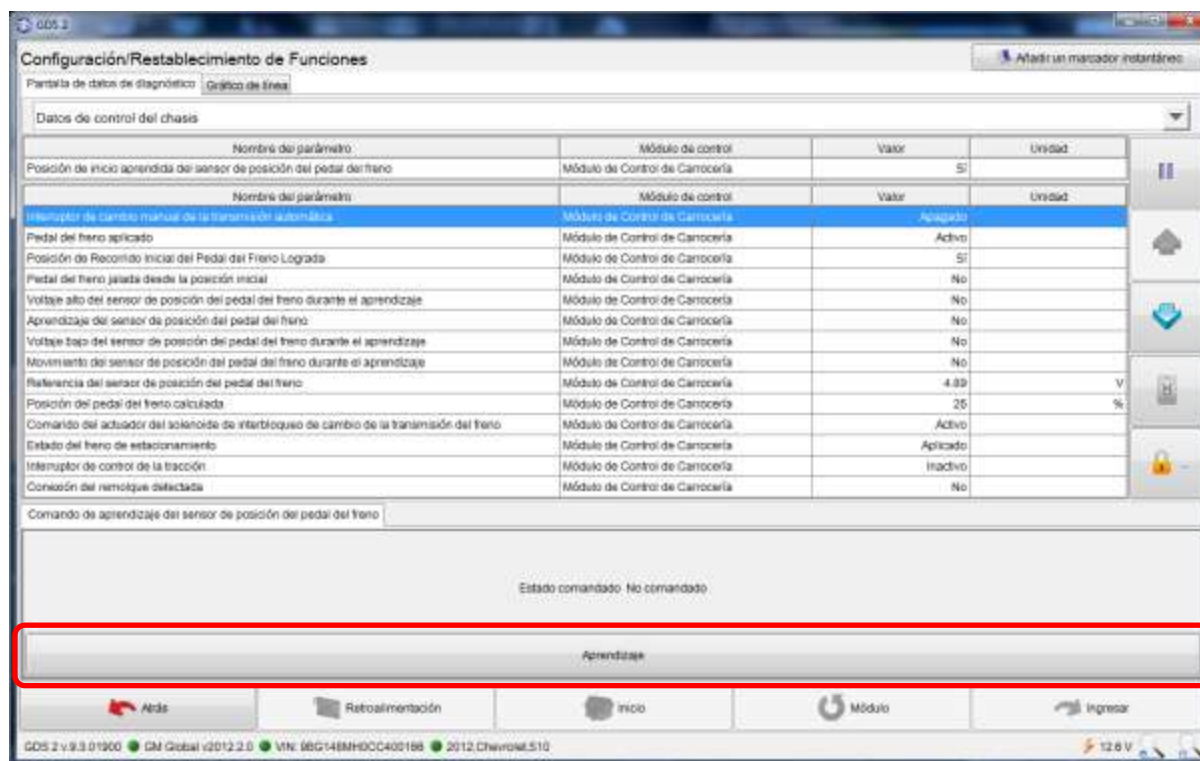 GDS 2
Configuración/Restablecimiento de Funciones
Añadir un marcador instantáneo
Pantalla de datos de diagnóstico Gráfico de línea
Datos de control del chasis
Nombre del parámetro Módulo de control Valor Unidad
Posición de inicio aprendida del sensor de posición del pedal del freno Módulo de Control de Carrocería Sí
Nombre del parámetro Módulo de control Valor Unidad
Interruptor de cambio manual de la transmisión automática Módulo de Control de Carrocería Apagado
Pedal del freno aplicado Módulo de Control de Carrocería Activo
Posición de Recorrido Inicial del Pedal del Freno Lograda Módulo de Control de Carrocería Sí
Pedal del freno jalada desde la posición inicial Módulo de Control de Carrocería No
Voltaje alto del sensor de posición del pedal del freno durante el aprendizaje Módulo de Control de Carrocería No
Aprendizaje del sensor de posición del pedal del freno Módulo de Control de Carrocería No
Voltaje bajo del sensor de posición del pedal del freno durante el aprendizaje Módulo de Control de Carrocería No
Movimiento del sensor de posición del pedal del freno durante el aprendizaje Módulo de Control de Carrocería No
Referencia del sensor de posición del pedal del freno Módulo de Control de Carrocería 4.89 V
Posición del pedal del freno calculada Módulo de Control de Carrocería 25 %
Comando del actuador del solenoide de interbloqueo de cambio de la transmisión del freno Módulo de Control de Carrocería Activo
Estado del freno de estacionamiento Módulo de Control de Carrocería Aplicado
Interruptor de control de la tracción Módulo de Control de Carrocería Inactivo
Conexión del remolque detectada Módulo de Control de Carrocería No
Comando de aprendizaje del sensor de posición del pedal del freno
Estado comandado No comandado
Aprendizaje
Atrás Retroalimentación Inicio Módulo Ingresar
GDS 2 v.9.3.01900 GM Global v2012.2.0 VIN: 9BG148MH0CC400166 2012,Chevrolet,S10 12.6 V